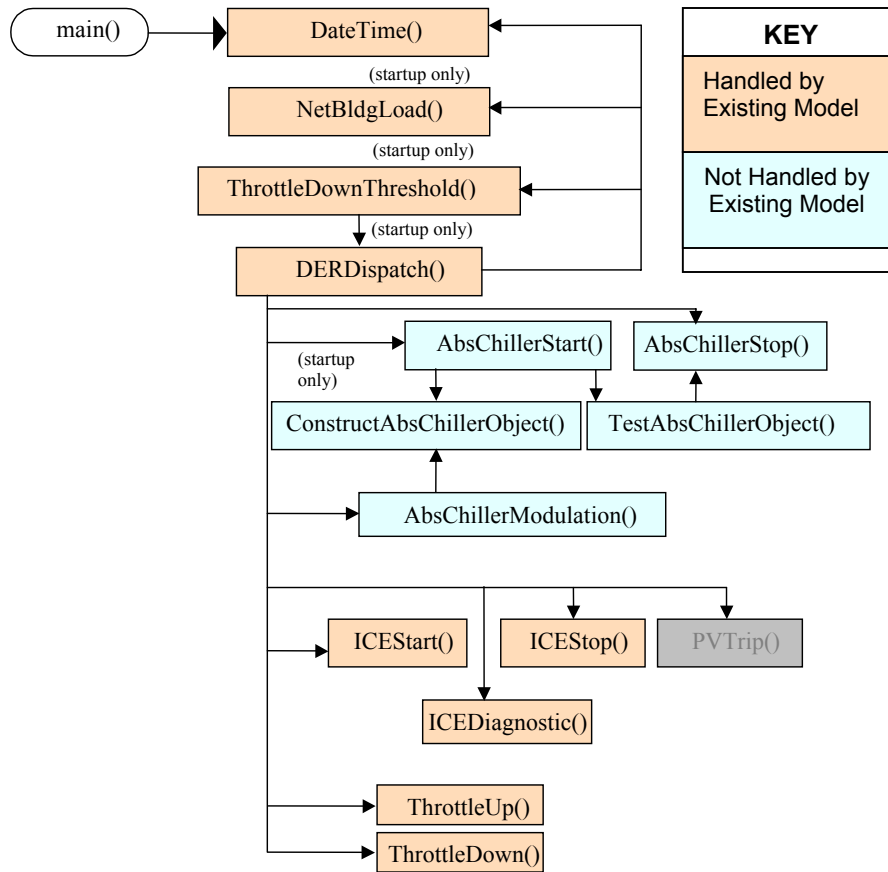 main()
DateTime()
(startup only)
NetBldgLoad()
(startup only)
ThrottleDownThreshold()
(startup only)
DERDispatch()
KEY
Handled by
Existing Model
Not Handled by
Existing Model
AbsChillerStart()
AbsChillerStop()
(startup
only)
ConstructAbsChillerObject()
TestAbsChillerObject()
AbsChillerModulation()
ICEStart()
ICEStop()
PVTrip()
ICEDiagnostic()
ThrottleUp()
ThrottleDown()